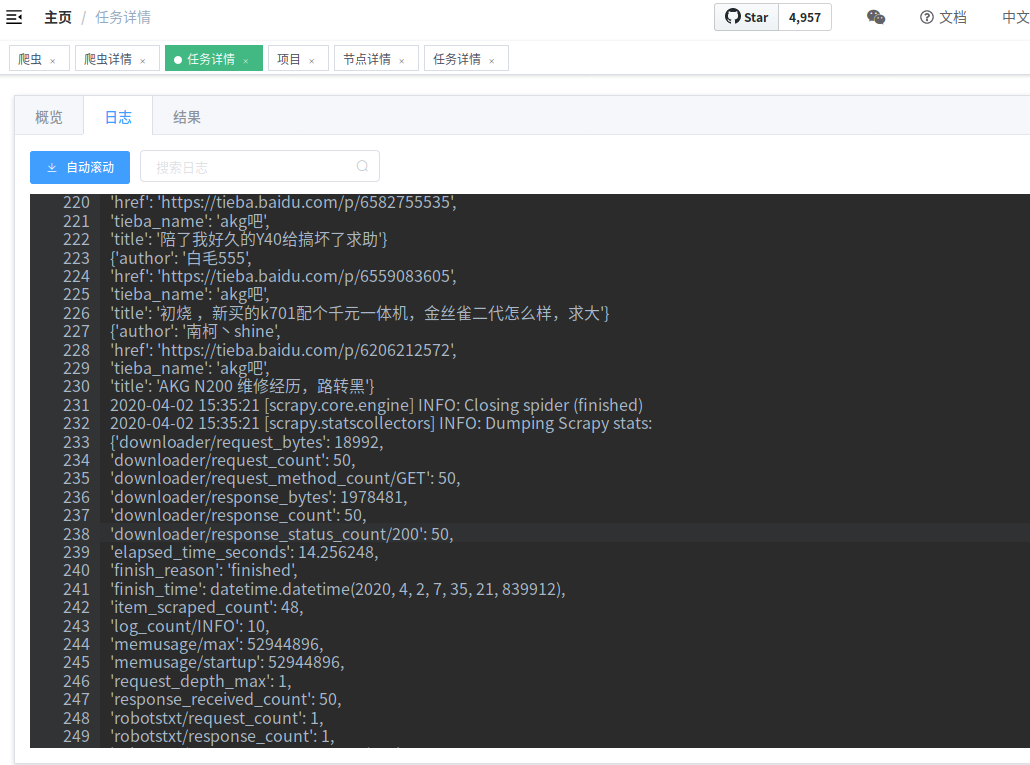 主页 / 任务详情 Star 4,957 文档 中文
爬虫 × 爬虫详情 × 任务详情 × 项目 × 节点详情 × 任务详情 ×
概览 日志 结果
自动滚动 搜索日志
220 'href': 'https://tieba.baidu.com/p/6582755535',
221 'tieba_name': 'akg吧',
222 'title': '陪了我好久的Y40给搞坏了求助'}
223 {'author': '白毛555',
224 'href': 'https://tieba.baidu.com/p/6559083605',
225 'tieba_name': 'akg吧',
226 'title': '初烧 ，新买的k701配个千元一体机，金丝雀二代怎么样，求大'}
227 {'author': '南柯丶shine',
228 'href': 'https://tieba.baidu.com/p/6206212572',
229 'tieba_name': 'akg吧',
230 'title': 'AKG N200 维修经历，路转黑'}
231 2020-04-02 15:35:21 [scrapy.core.engine] INFO: Closing spider (finished)
232 2020-04-02 15:35:21 [scrapy.statscollectors] INFO: Dumping Scrapy stats:
233 {'downloader/request_bytes': 18992,
234 'downloader/request_count': 50,
235 'downloader/request_method_count/GET': 50,
236 'downloader/response_bytes': 1978481,
237 'downloader/response_count': 50,
238 'downloader/response_status_count/200': 50,
239 'elapsed_time_seconds': 14.256248,
240 'finish_reason': 'finished',
241 'finish_time': datetime.datetime(2020, 4, 2, 7, 35, 21, 839912),
242 'item_scraped_count': 48,
243 'log_count/INFO': 10,
244 'memusage/max': 52944896,
245 'memusage/startup': 52944896,
246 'request_depth_max': 1,
247 'response_received_count': 50,
248 'robotstxt/request_count': 1,
249 'robotstxt/response_count': 1,